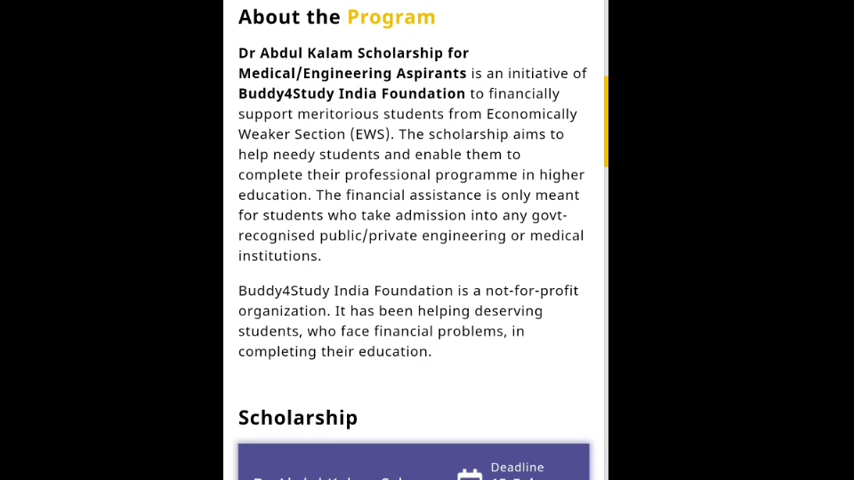 About the Program
Dr Abdul Kalam Scholarship for
Medical/Engineering Aspirants is an initiative of
Buddy4Study India Foundation to financially
support meritorious students from Economically
Weaker Section (EWS). The scholarship aims to
help needy students and enable them to
complete their professional programme in higher
education. The financial assistance is only meant
for students who take admission into any govt-
recognised public/private engineering or medical
institutions.
Buddy4Study India Foundation is a not-for-profit
organization. It has been helping deserving
students, who face financial problems, in
completing their education.
Scholarship
Deadline